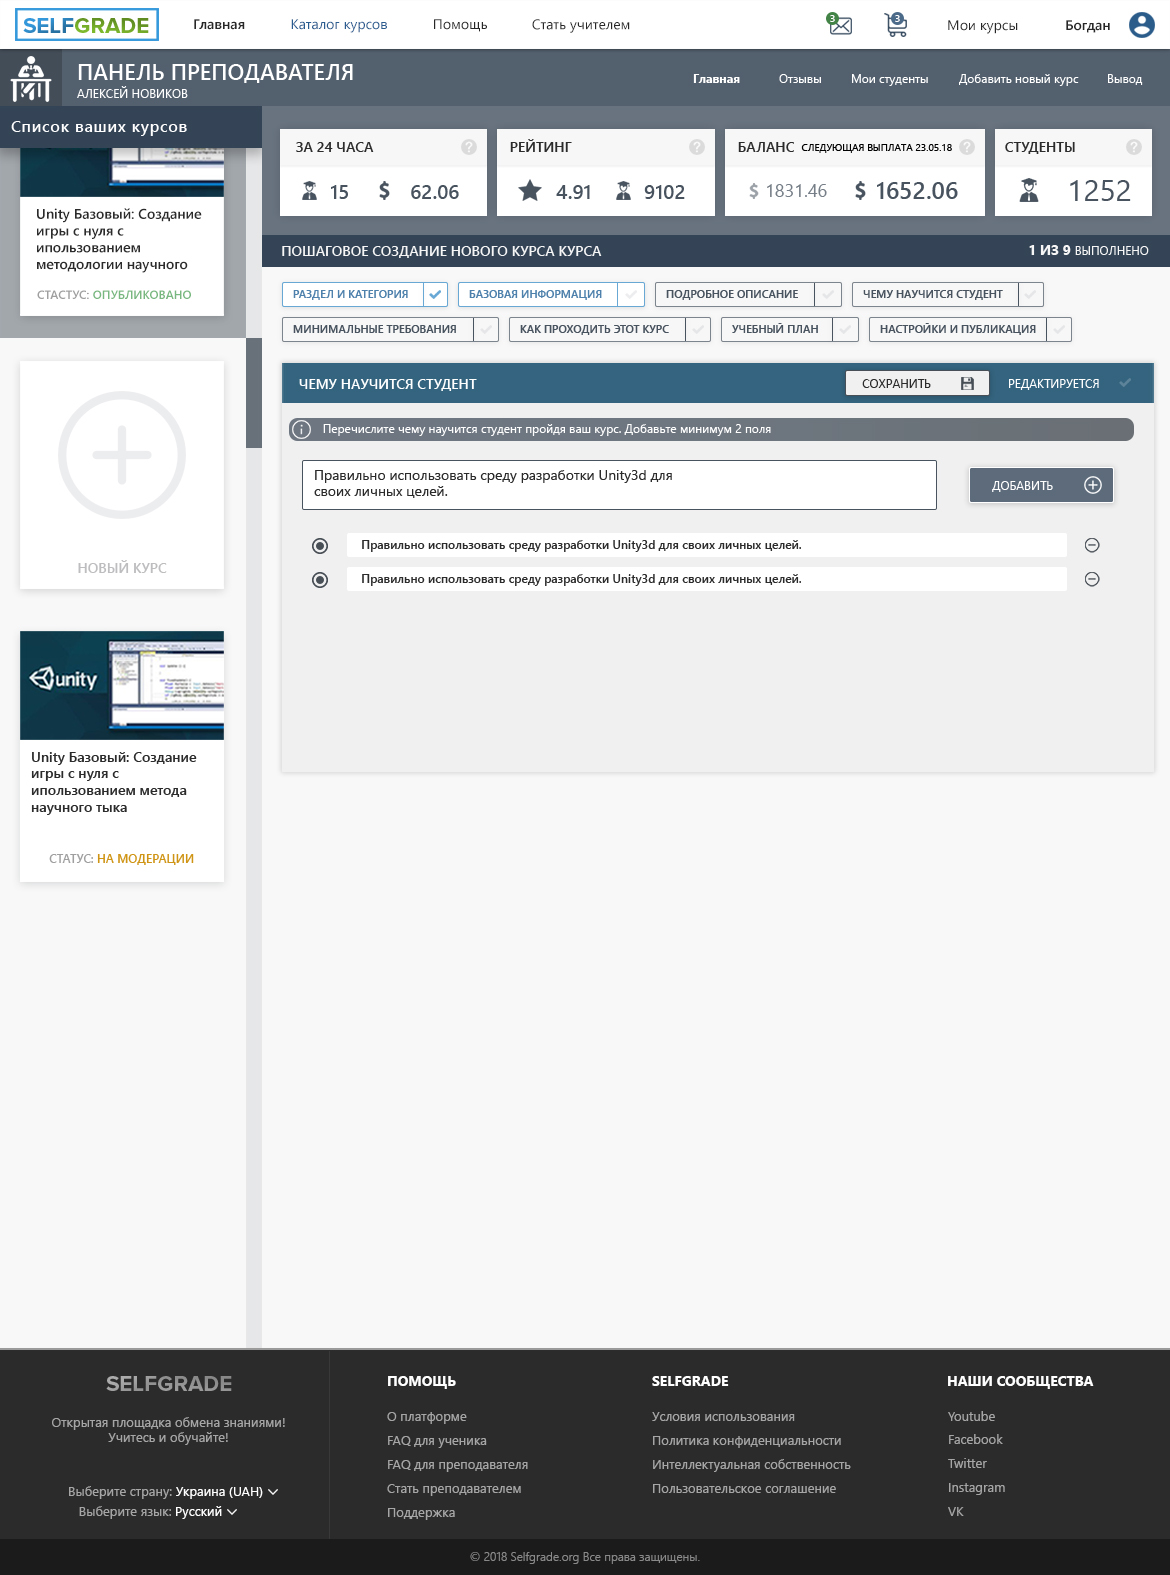 SELFGRADE
Главная
Каталог курсов
Помощь
Стать учителем
3
3
Мои курсы
Богдан
ПАНЕЛЬ ПРЕПОДАВАТЕЛЯ
АЛЕКСЕЙ НОВИКОВ
Главная
Отзывы
Мои студенты
Добавить новый курс
Вывод
Список ваших курсов
Unity Базовый: Создание
игры с нуля с
ипользованием
методологии научного
СТАСТУС: ОПУБЛИКОВАНО
НОВЫЙ КУРС
unity
Unity Базовый: Создание
игры с нуля с
ипользованием метода
научного тыка
СТАТУС: НА МОДЕРАЦИИ
ЗА 24 ЧАСА
?
15
$
62.06
РЕЙТИНГ
?
4.91
9102
БАЛАНС СЛЕДУЮЩАЯ ВЫПЛАТА 23.05.18
?
$ 1831.46
$ 1652.06
СТУДЕНТЫ
?
1252
ПОШАГОВОЕ СОЗДАНИЕ НОВОГО КУРСА КУРСА
1 ИЗ 9 ВЫПОЛНЕНО
РАЗДЕЛ И КАТЕГОРИЯ
БАЗОВАЯ ИНФОРМАЦИЯ
ПОДРОБНОЕ ОПИСАНИЕ
ЧЕМУ НАУЧИТСЯ СТУДЕНТ
МИНИМАЛЬНЫЕ ТРЕБОВАНИЯ
КАК ПРОХОДИТЬ ЭТОТ КУРС
УЧЕБНЫЙ ПЛАН
НАСТРОЙКИ И ПУБЛИКАЦИЯ
ЧЕМУ НАУЧИТСЯ СТУДЕНТ
СОХРАНИТЬ
РЕДАКТИРУЕТСЯ
Перечислите чему научится студент пройдя ваш курс. Добавьте минимум 2 поля
Правильно использовать среду разработки Unity3d для
своих личных целей.
ДОБАВИТЬ
Правильно использовать среду разработки Unity3d для своих личных целей.
Правильно использовать среду разработки Unity3d для своих личных целей.
SELFGRADE
Открытая площадка обмена знаниями!
Учитесь и обучайте!
Выберите страну: Украина (UAH)
Выберите язык: Русский
ПОМОЩЬ
О платформе
FAQ для ученика
FAQ для преподавателя
Стать преподавателем
Поддержка
SELFGRADE
Условия использования
Политика конфиденциальности
Интеллектуальная собственность
Пользовательское соглашение
НАШИ СООБЩЕСТВА
Youtube
Facebook
Twitter
Instagram
VK
© 2018 Selfgrade.org Все права защищены.